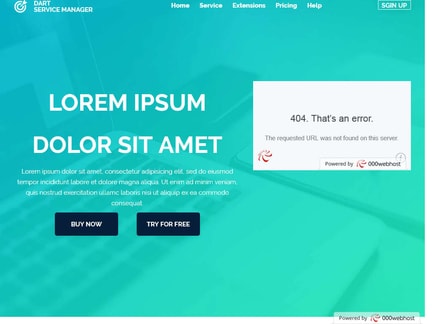 DART
SERVICE MANAGER
Home Service Extensions Pricing Help
SGIN UP
LOREM IPSUM
DOLOR SIT AMET
Lorem ipsum dolor sit amet, consectetur adipisicing elit, sed do eiusmod
tempor incididunt labore et dolore magna aliqua. Ut enim ad minim veniam,
quis nostrud exercitation ullamco laboris nisi ut aliquip ex ea commodo
consequat.
BUY NOW
TRY FOR FREE
404. That's an error.
The requested URL was not found on this server.
Powered by 000webhost
Powered by 000webhost